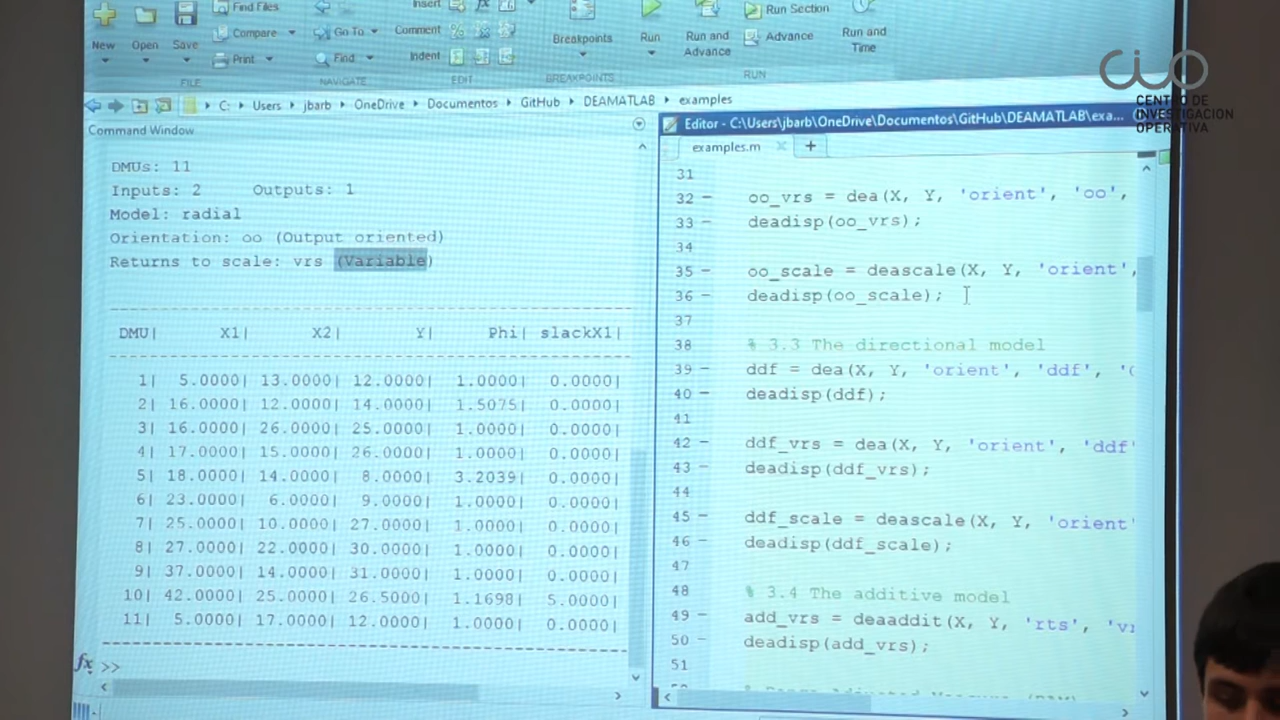 Find Files
Insert fx
New Open Save Compare Go To Comment % Breakpoints Run Run and Advance Run Section Advance Run and Time
Print Find Indent
FILE NAVIGATE EDIT BREAKPOINTS RUN
C: Users jbarb OneDrive Documentos GitHub DEAMATLAB examples
CIO
CENTRO DE
INVESTIGACION
OPERATIVA
Command Window
DMUs: 11
Inputs: 2 Outputs: 1
Model: radial
Orientation: oo (Output oriented)
Returns to scale: vrs (Variable)
------------------------------------------------
DMU| X1| X2| Y| Phi| slackX1|
------------------------------------------------
1| 5.0000| 13.0000| 12.0000| 1.0000| 0.0000|
2| 16.0000| 12.0000| 14.0000| 1.5075| 0.0000|
3| 16.0000| 26.0000| 25.0000| 1.0000| 0.0000|
4| 17.0000| 15.0000| 26.0000| 1.0000| 0.0000|
5| 18.0000| 14.0000| 8.0000| 3.2039| 0.0000|
6| 23.0000| 6.0000| 9.0000| 1.0000| 0.0000|
7| 25.0000| 10.0000| 27.0000| 1.0000| 0.0000|
8| 27.0000| 22.0000| 30.0000| 1.0000| 0.0000|
9| 37.0000| 14.0000| 31.0000| 1.0000| 0.0000|
10| 42.0000| 25.0000| 26.5000| 1.1698| 5.0000|
11| 5.0000| 17.0000| 12.0000| 1.0000| 0.0000|
------------------------------------------------
fx >>
Editor - C:\Users\jbarb\OneDrive\Documentos\GitHub\DEAMATLAB\exa...
examples.m × +
31
32 - oo_vrs = dea(X, Y, 'orient', 'oo',
33 - deadisp(oo_vrs);
34
35 - oo_scale = deascale(X, Y, 'orient',
36 - deadisp(oo_scale);
37
38 % 3.3 The directional model
39 - ddf = dea(X, Y, 'orient', 'ddf',
40 - deadisp(ddf);
41
42 - ddf_vrs = dea(X, Y, 'orient', 'ddf'
43 - deadisp(ddf_vrs);
44
45 - ddf_scale = deascale(X, Y, 'orient'
46 - deadisp(ddf_scale);
47
48 % 3.4 The additive model
49 - add_vrs = deaaddit(X, Y, 'rts', 'vr
50 - deadisp(add_vrs);
51